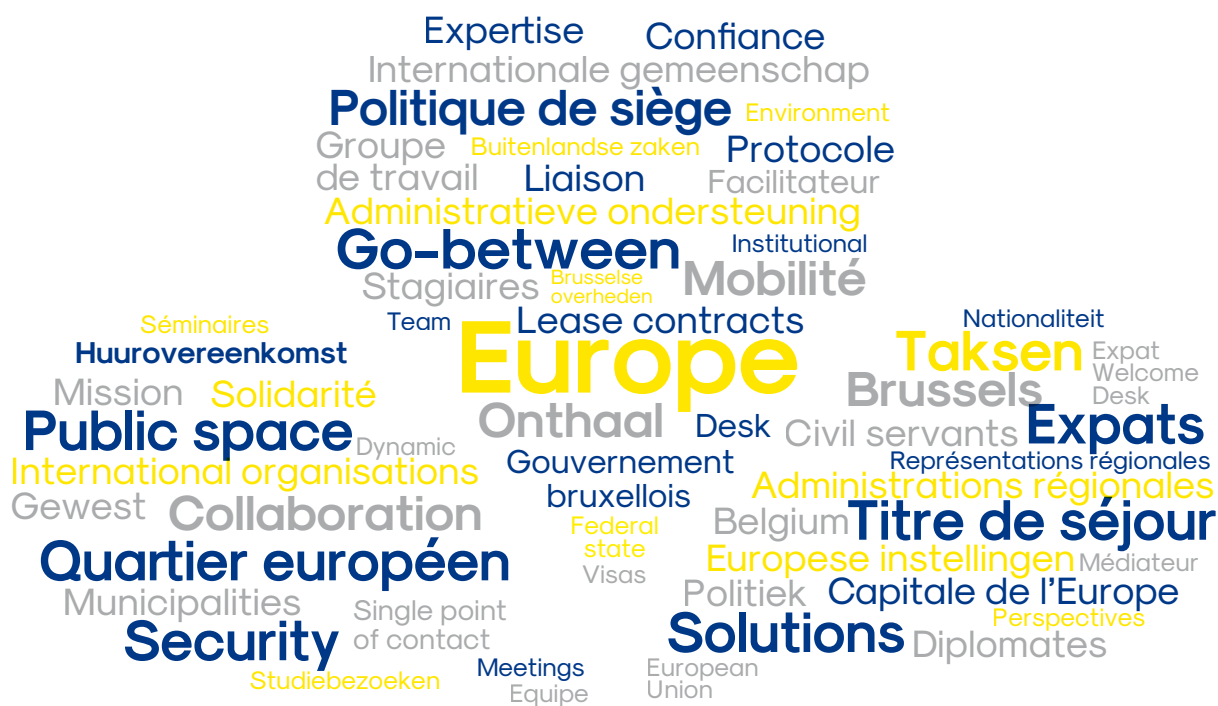 Expertise
Confiance
Internationale gemeenschap
Politique de siège
Environment
Groupe
de travail
Buitenlandse zaken
Protocole
Liaison
Facilitateur
Administratieve ondersteuning
Go-between
Institutional
Stagiaires
Brusselse
overheden
Mobilité
Séminaires
Team
Lease contracts
Nationaliteit
Huurovereenkomst
Europe
Taksen
Expat
Welcome
Desk
Mission
Solidarité
Brussels
Public space
Dynamic
Onthaal
Desk
Civil servants
Expats
International organisations
Gouvernement
bruxellois
Représentations régionales
Administrations régionales
Gewest
Collaboration
Federal
state
Belgium
Titre de séjour
Quartier européen
Visas
Europese instellingen
Médiateur
Municipalities
Single point
of contact
Politiek
Capitale de l’Europe
Security
Solutions
Perspectives
Diplomates
Studiebezoeken
Meetings
Equipe
European
Union